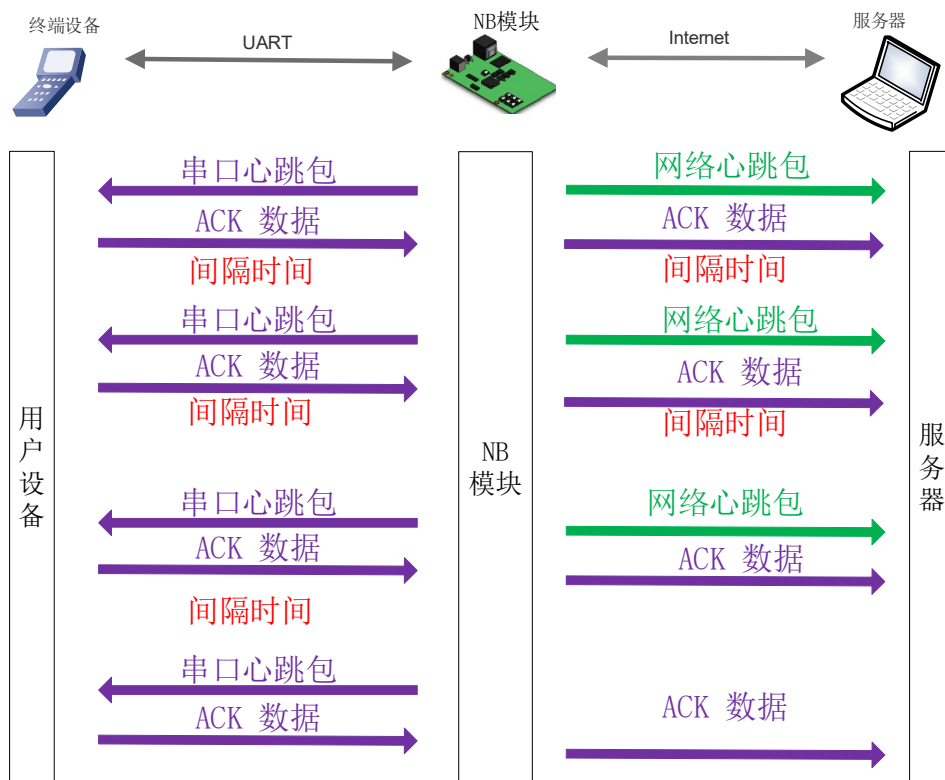 终端设备
UART
NB模块
Internet
服务器
串口心跳包
网络心跳包
ACK 数据
ACK 数据
间隔时间
间隔时间
串口心跳包
网络心跳包
ACK 数据
ACK 数据
间隔时间
间隔时间
用户设备
NB
模块
服务器
串口心跳包
网络心跳包
ACK 数据
ACK 数据
间隔时间
串口心跳包
ACK 数据
ACK 数据